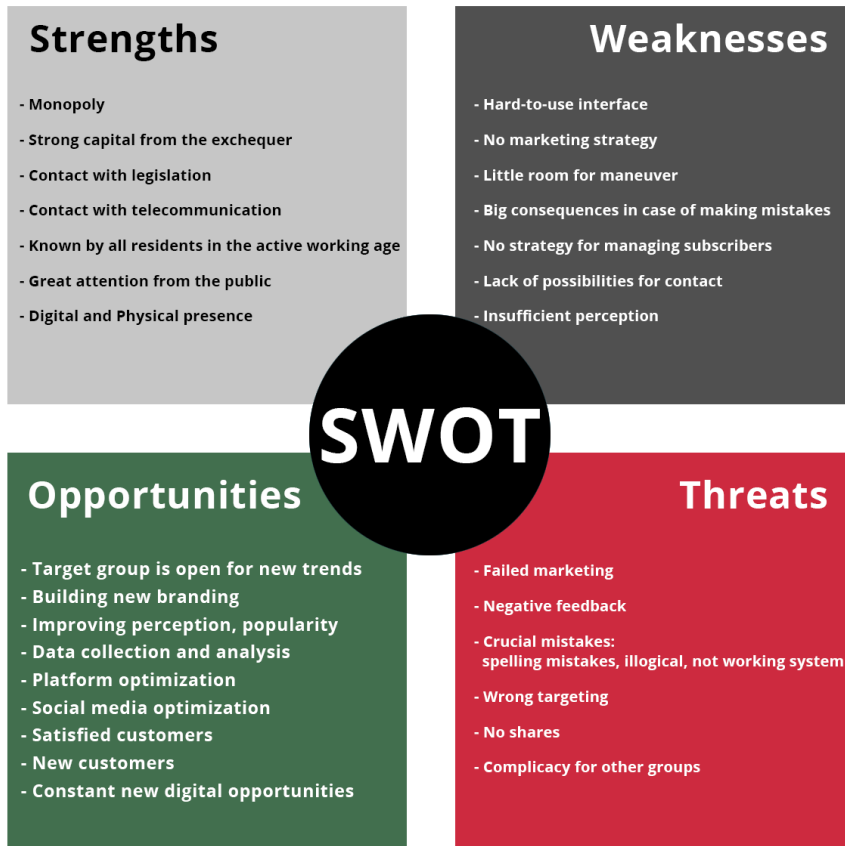 Strengths
- Monopoly
- Strong capital from the exchequer
- Contact with legislation
- Contact with telecommunication
- Known by all residents in the active working age
- Great attention from the public
- Digital and Physical presence
Weaknesses
- Hard-to-use interface
- No marketing strategy
- Little room for maneuver
- Big consequences in case of making mistakes
- No strategy for managing subscribers
- Lack of possibilities for contact
- Insufficient perception
SWOT
Opportunities
- Target group is open for new trends
- Building new branding
- Improving perception, popularity
- Data collection and analysis
- Platform optimization
- Social media optimization
- Satisfied customers
- New customers
- Constant new digital opportunities
Threats
- Failed marketing
- Negative feedback
- Crucial mistakes:
spelling mistakes, illogical, not working system
- Wrong targeting
- No shares
- Complicacy for other groups